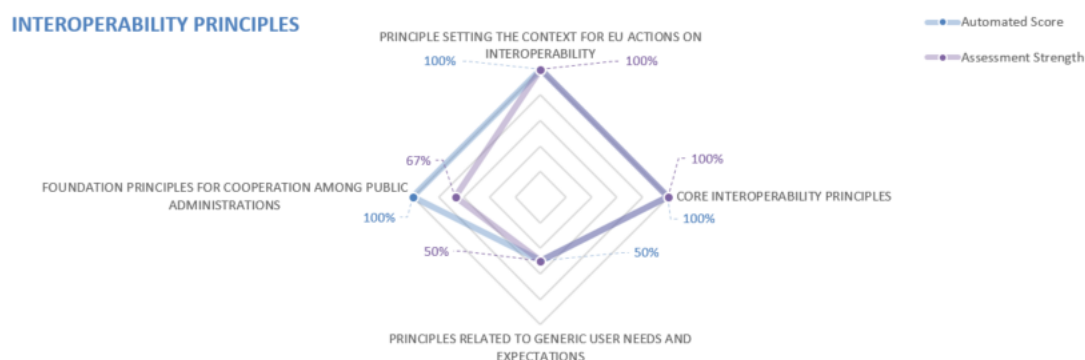 INTEROPERABILITY PRINCIPLES
Automated Score
Assessment Strength
PRINCIPLE SETTING THE CONTEXT FOR EU ACTIONS ON
INTEROPERABILITY
100%
100%
67%
100%
FOUNDATION PRINCIPLES FOR COOPERATION AMONG PUBLIC
ADMINISTRATIONS
CORE INTEROPERABILITY PRINCIPLES
100%
100%
50%
50%
PRINCIPLES RELATED TO GENERIC USER NEEDS AND
EXPECTATIONS